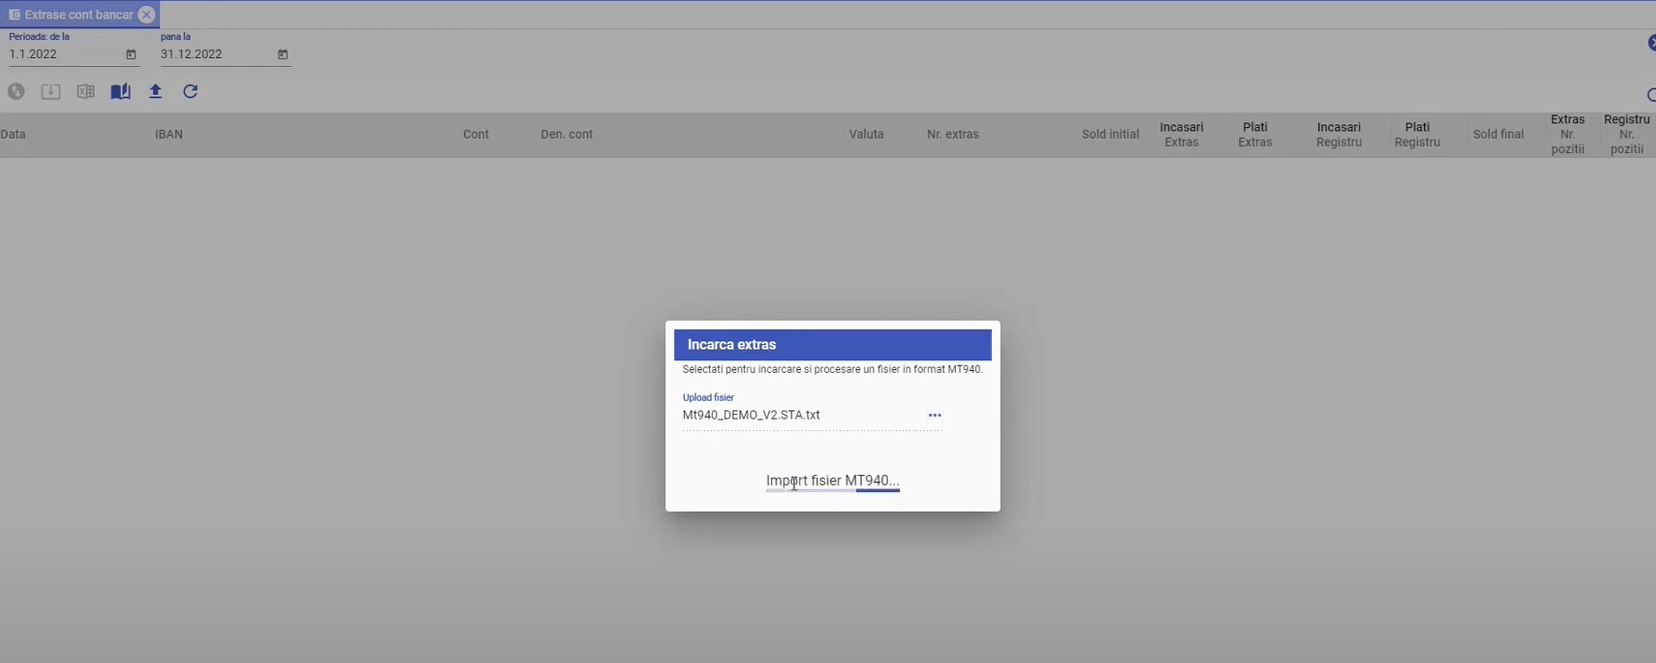 Extrase cont bancar
Perioada: de la
pana la
1.1.2022
31.12.2022
Data
IBAN
Cont
Den. cont
Valuta
Nr. extras
Sold initial
Incasari
Extras
Plati
Extras
Incasari
Registru
Plati
Registru
Sold final
Extras
Nr.
pozitii
Registru
Nr.
pozitii
Incarca extras
Selectati pentru incarcare si procesare un fisier in format MT940.
Upload fisier
Mt940_DEMO_V2.STA.txt
Import fisier MT940...